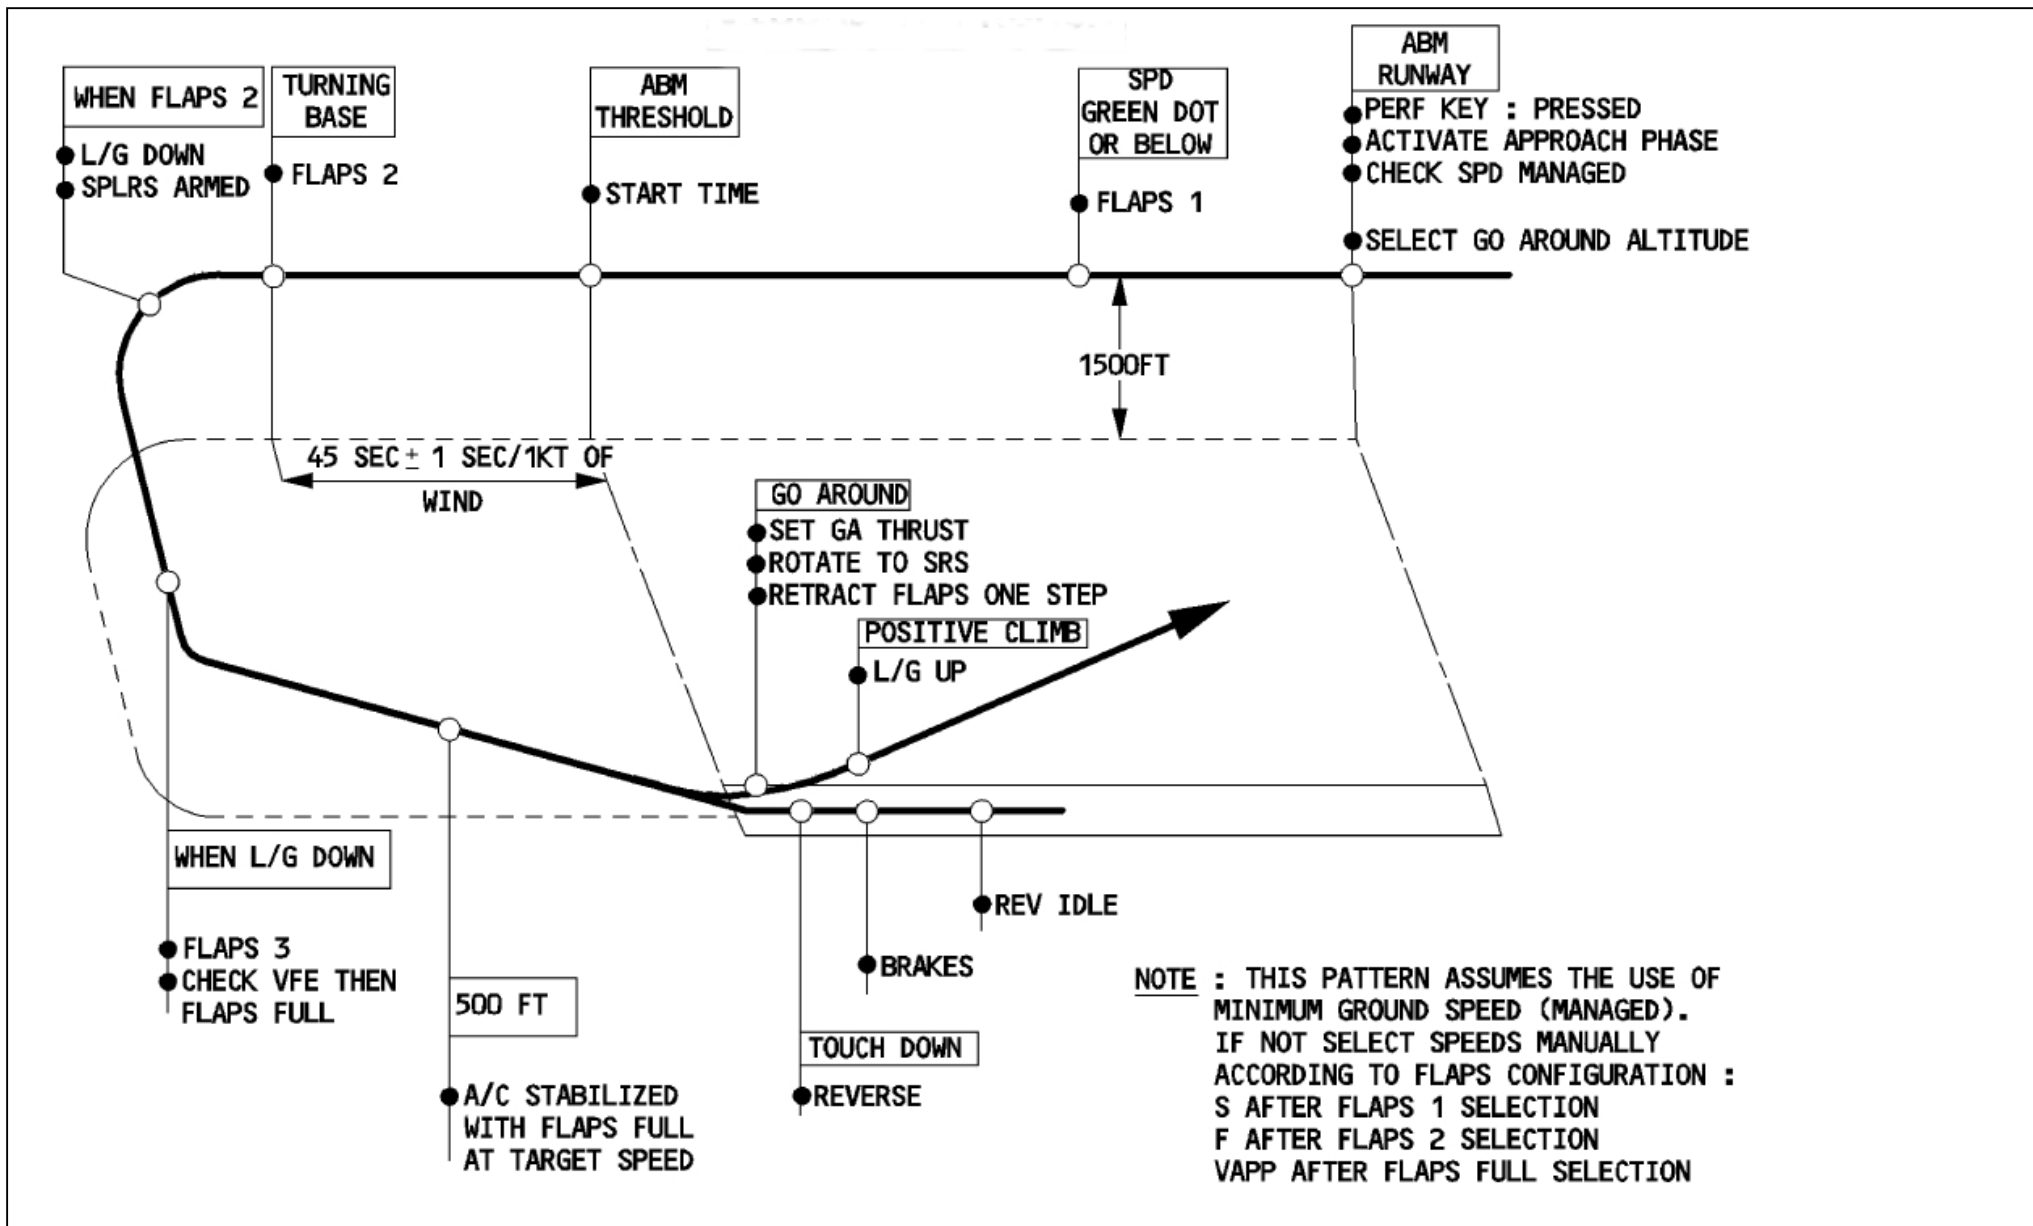 WHEN FLAPS 2
L/G DOWN
SPLRS ARMED
TURNING
BASE
FLAPS 2
ABM
THRESHOLD
START TIME
SPD
GREEN DOT
OR BELOW
FLAPS 1
ABM
RUNWAY
PERF KEY : PRESSED
ACTIVATE APPROACH PHASE
CHECK SPD MANAGED
SELECT GO AROUND ALTITUDE
1500FT
45 SEC ± 1 SEC/1KT OF
WIND
GO AROUND
SET GA THRUST
ROTATE TO SRS
RETRACT FLAPS ONE STEP
POSITIVE CLIMB
L/G UP
WHEN L/G DOWN
FLAPS 3
CHECK VFE THEN
FLAPS FULL
500 FT
A/C STABILIZED
WITH FLAPS FULL
AT TARGET SPEED
TOUCH DOWN
REVERSE
BRAKES
REV IDLE
NOTE : THIS PATTERN ASSUMES THE USE OF
MINIMUM GROUND SPEED (MANAGED).
IF NOT SELECT SPEEDS MANUALLY
ACCORDING TO FLAPS CONFIGURATION :
S AFTER FLAPS 1 SELECTION
F AFTER FLAPS 2 SELECTION
VAPP AFTER FLAPS FULL SELECTION